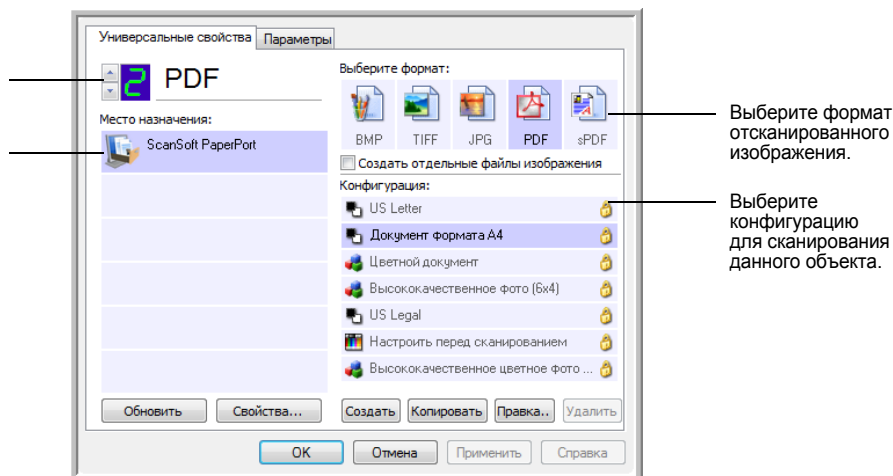 Универсальные свойства
Параметры
2 PDF
Место назначения:
ScanSoft PaperPort
Выберите формат:
BMP TIFF JPG PDF sPDF
Создать отдельные файлы изображения
Конфигурация:
US Letter
Документ формата A4
Цветной документ
Высококачественное фото (6x4)
US Legal
Настроить перед сканированием
Высококачественное цветное фото ...
Обновить
Свойства...
Создать
Копировать
Правка..
Удалить
OK
Отмена
Применить
Справка
Выберите формат
отсканированного
изображения.
Выберите
конфигурацию
для сканирования
данного объекта.